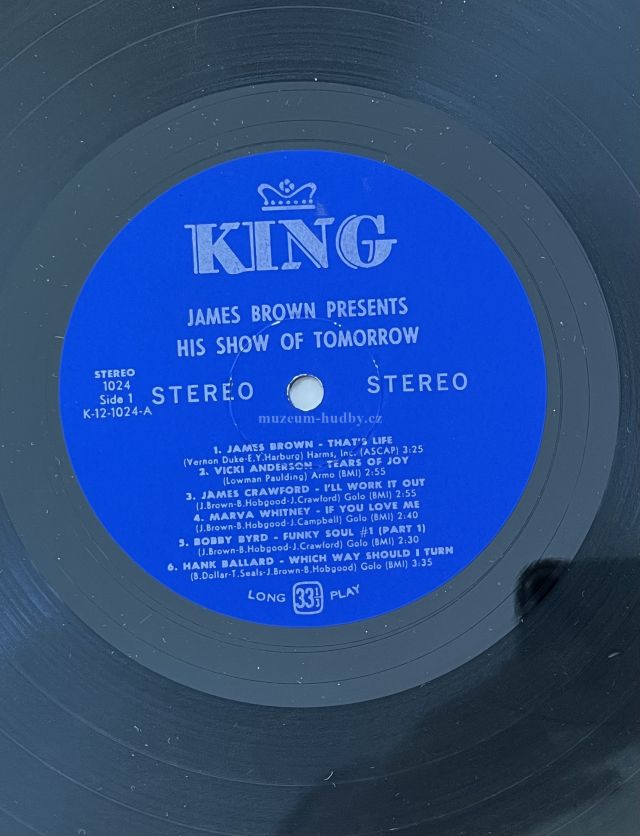 KING
JAMES BROWN PRESENTS
HIS SHOW OF TOMORROW
STEREO
1024
Side 1
K-12-1024-A
STEREO STEREO
muzeum-hudby.cz
1. JAMES BROWN - THAT'S LIFE
(Vernon Duke-E.Y.Harburg) Harms, Inc. (ASCAP) 3:25
2. VICKI ANDERSON - TEARS OF JOY
(Lowman Paulding) Armo (BMI) 2:55
3. JAMES CRAWFORD - I'LL WORK IT OUT
(J.Brown-B.Hobgood-J.Crawford) Golo (BMI) 2:55
4. MARVA WHITNEY - IF YOU LOVE ME
(J.Brown-B.Hobgood-J.Campbell) Golo (BMI) 2:40
5. BOBBY BYRD - FUNKY SOUL #1 (PART 1)
(J.Brown-B.Hobgood-J.Crawford) Golo (BMI) 2:30
6. HANK BALLARD - WHICH WAY SHOULD I TURN
(B.Dollar-T.Seals-J.Brown-B.Hobgood) Golo (BMI) 3:35
LONG 33 1/3 PLAY